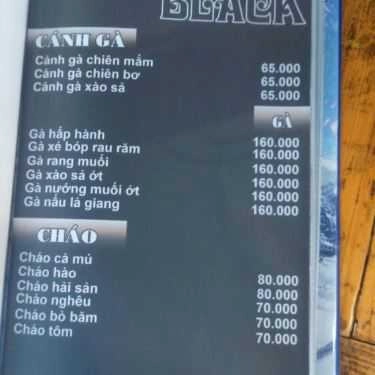 BLACK
CÁNH GÀ
Cánh gà chiên mắm 65.000
Cánh gà chiên bơ 65.000
Cánh gà xào sả 65.000
GÀ
Gà hấp hành 160.000
Gà xé bóp rau răm 160.000
Gà rang muối 160.000
Gà xào sả ớt 160.000
Gà nướng muối ớt 160.000
Gà nấu lá giang 160.000
CHÁO
Cháo cá mú
Cháo hào 80.000
Cháo hải sản 80.000
Cháo nghêu 70.000
Cháo bò băm 70.000
Cháo tôm 70.000